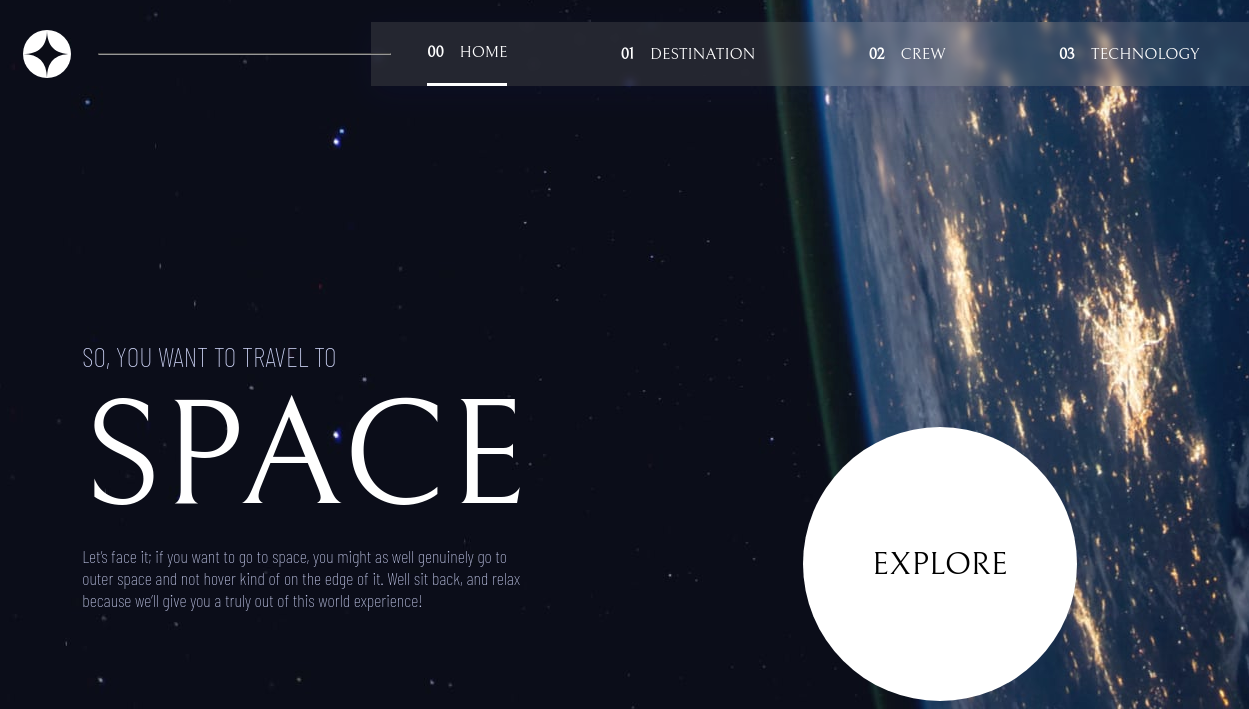 00 HOME 01 DESTINATION 02 CREW 03 TECHNOLOGY
SO, YOU WANT TO TRAVEL TO
SPACE
Let's face it; if you want to go to space, you might as well genuinely go to
outer space and not hover kind of on the edge of it. Well sit back, and relax
because we'll give you a truly out of this world experience!
EXPLORE